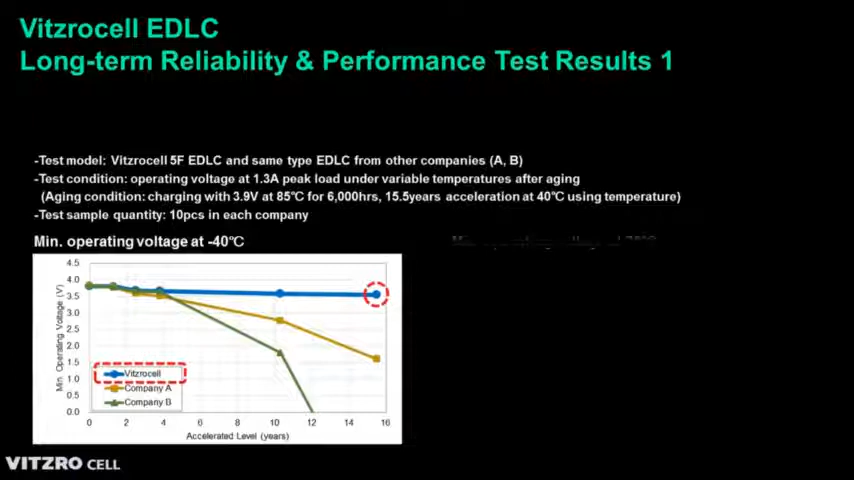 Vitzrocell EDLC
Long-term Reliability & Performance Test Results 1
-Test model: Vitzrocell 5F EDLC and same type EDLC from other companies (A, B)
-Test condition: operating voltage at 1.3A peak load under variable temperatures after aging
(Aging condition: charging with 3.9V at 85℃ for 6,000hrs, 15.5years acceleration at 40℃ using temperature)
-Test sample quantity: 10pcs in each company
Min. operating voltage at -40℃
Min. Operating Voltage (V)
4.5
4.0
3.5
3.0
2.5
2.0
1.5
1.0
0.5
0.0
Vitzrocell
Company A
Company B
0 2 4 6 8 10 12 14 16
Accelerated Level (years)
VITZRO CELL